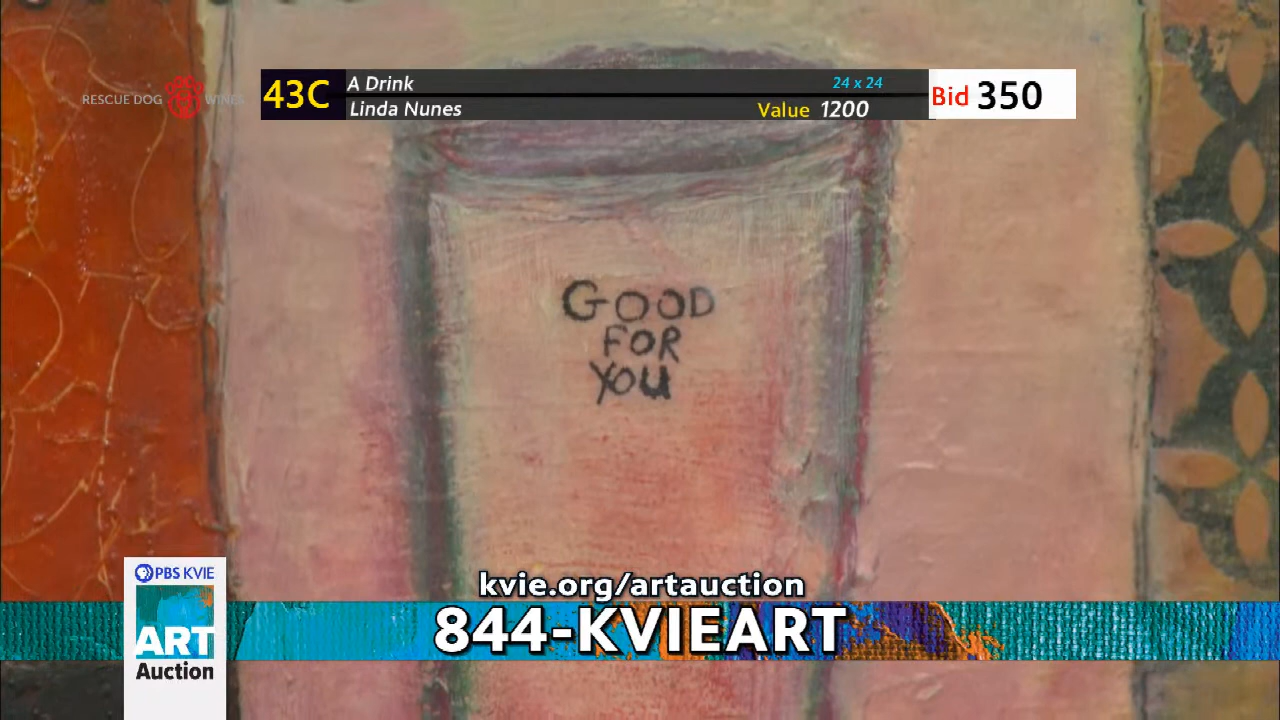 RESCUE DOG WINES
43C
A Drink
24 x 24
Linda Nunes
Value 1200
Bid 350
GOOD
FOR
YOU
PBS KVIE
ART
Auction
kvie.org/artauction
844-KVIEART